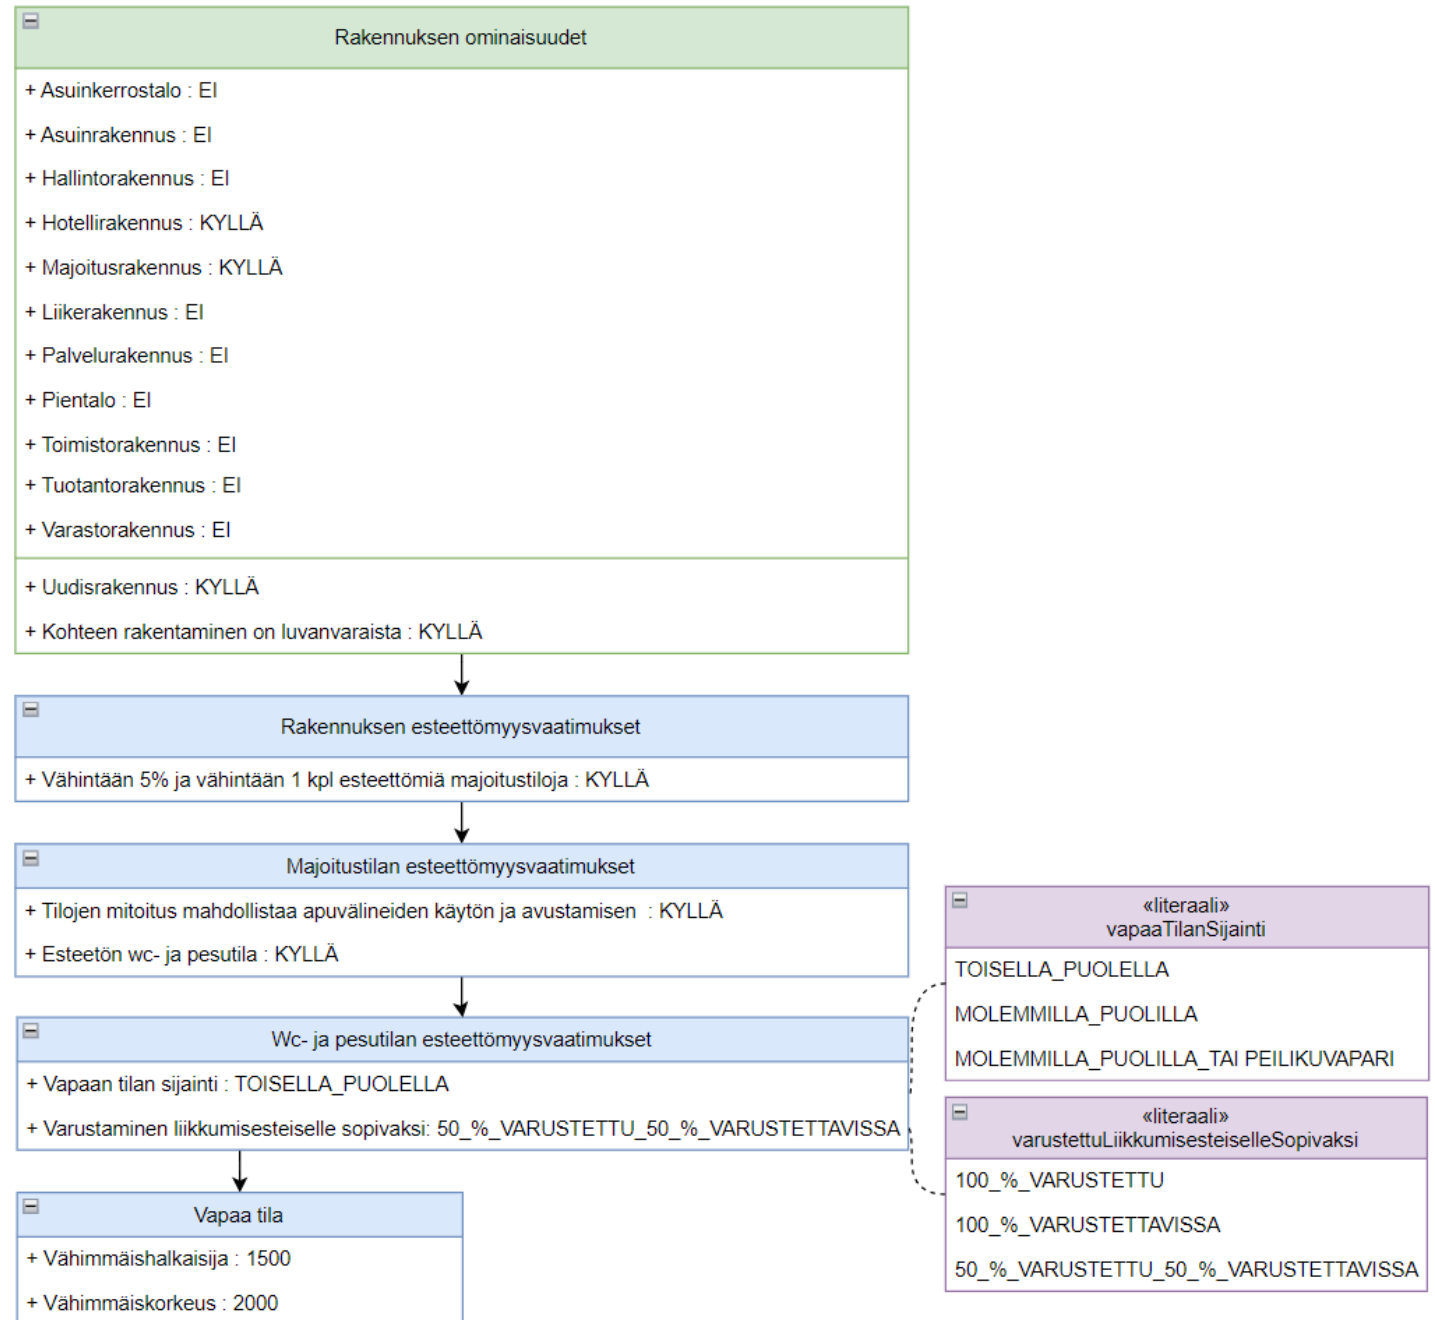 Rakennuksen ominaisuudet
+ Asuinkerrostalo : EI
+ Asuinrakennus : EI
+ Hallintorakennus : EI
+ Hotellirakennus : KYLLÄ
+ Majoitusrakennus : KYLLÄ
+ Liikerakennus : EI
+ Palvelurakennus : EI
+ Pientalo : EI
+ Toimistorakennus : EI
+ Tuotantorakennus : EI
+ Varastorakennus : EI
+ Uudisrakennus : KYLLÄ
+ Kohteen rakentaminen on luvanvaraista : KYLLÄ
Rakennuksen esteettömyysvaatimukset
+ Vähintään 5% ja vähintään 1 kpl esteettömiä majoitustiloja : KYLLÄ
Majoitustilan esteettömyysvaatimukset
+ Tilojen mitoitus mahdollistaa apuvälineiden käytön ja avustamisen : KYLLÄ
+ Esteetön wc- ja pesutila : KYLLÄ
Wc- ja pesutilan esteettömyysvaatimukset
+ Vapaan tilan sijainti : TOISELLA_PUOLELLA
+ Varustaminen liikkumisesteiselle sopivaksi: 50_%_VARUSTETTU_50_%_VARUSTETTAVISSA
Vapaa tila
+ Vähimmäishalkaisija : 1500
+ Vähimmäiskorkeus : 2000
«literaali»
vapaaTilanSijainti
TOISELLA_PUOLELLA
MOLEMMILLA_PUOLILLA
MOLEMMILLA_PUOLILLA_TAI PEILIKUVAPARI
«literaali»
varustettuLiikkumisesteiselleSopivaksi
100_%_VARUSTETTU
100_%_VARUSTETTAVISSA
50_%_VARUSTETTU_50_%_VARUSTETTAVISSA